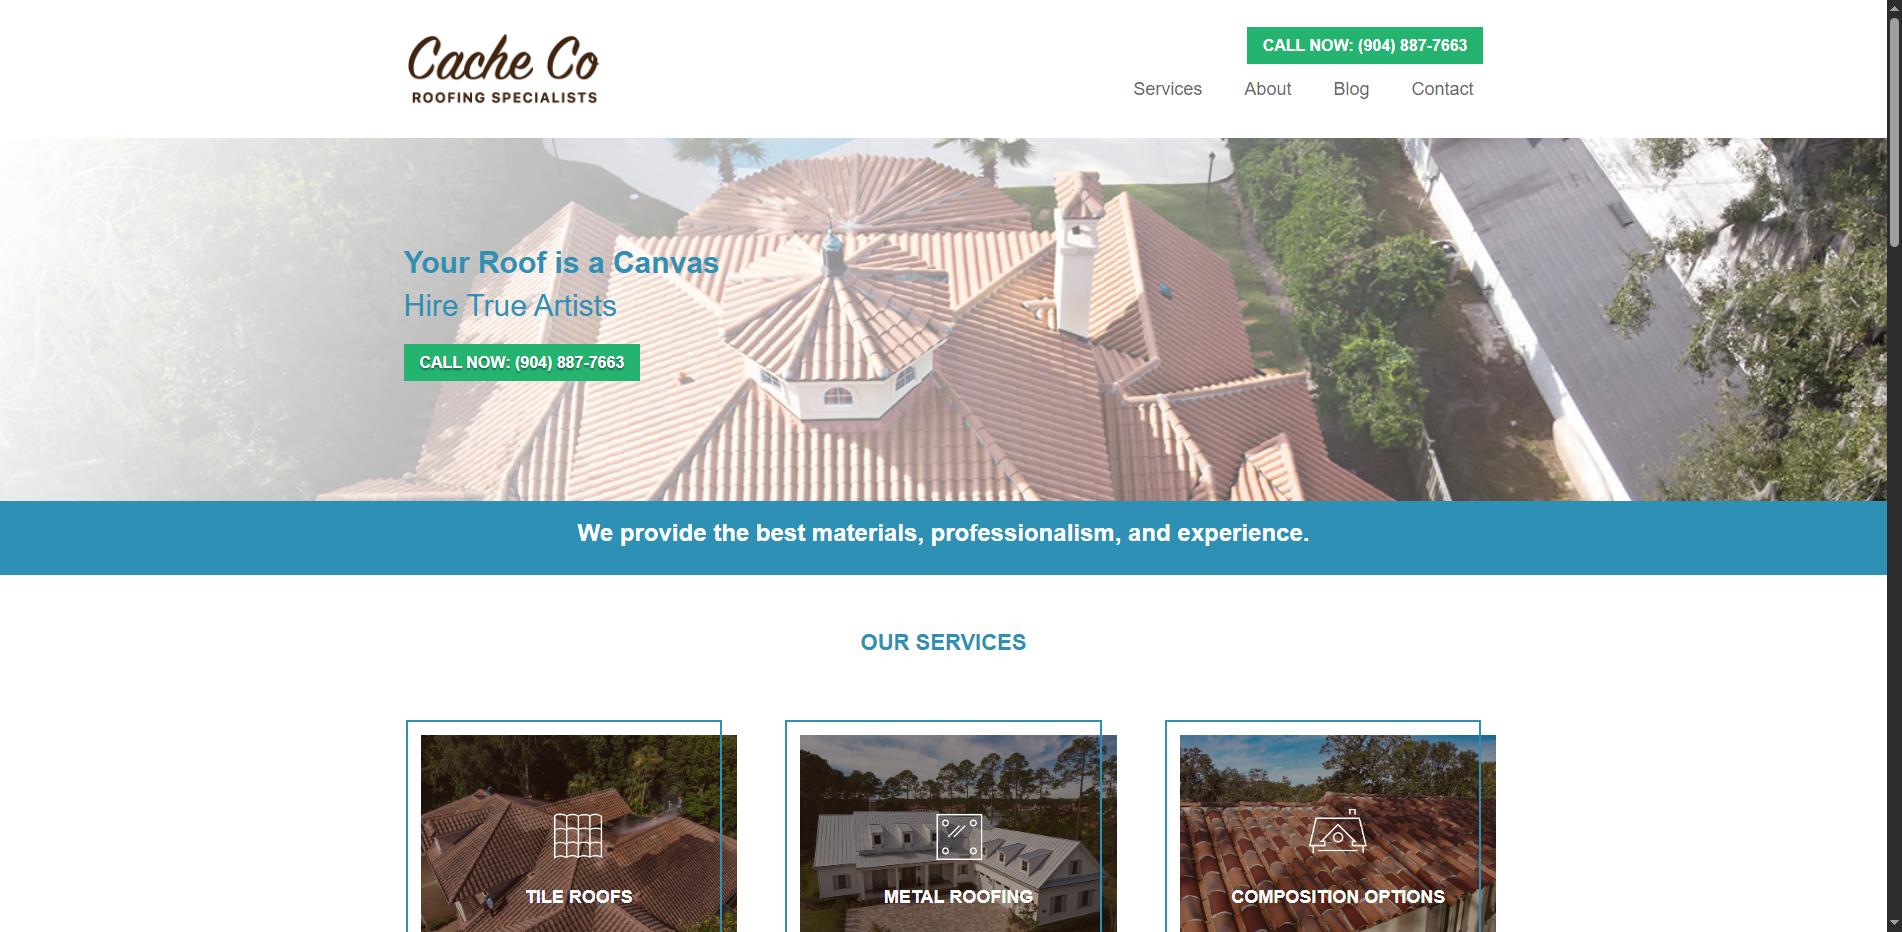 Cache Co
ROOFING SPECIALISTS
CALL NOW: (904) 887-7663
Services About Blog Contact
Your Roof is a Canvas
Hire True Artists
CALL NOW: (904) 887-7663
We provide the best materials, professionalism, and experience.
OUR SERVICES
TILE ROOFS
METAL ROOFING
COMPOSITION OPTIONS